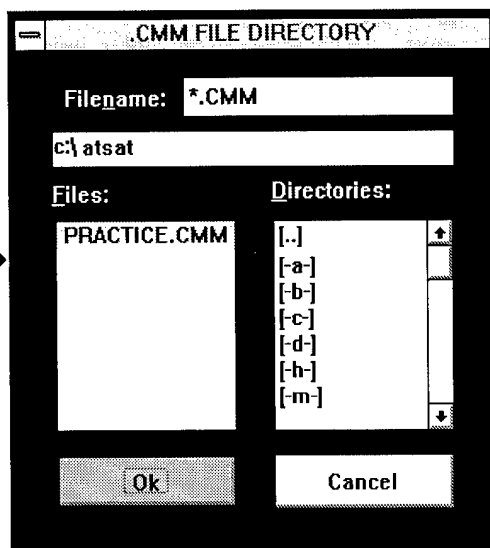 .CMM FILE DIRECTORY
Filename: *.CMM
c:\ atsat
Files:
Directories:
PRACTICE.CMM
[..]
[-a-]
[-b-]
[-c-]
[-d-]
[-h-]
[-m-]
Ok
Cancel